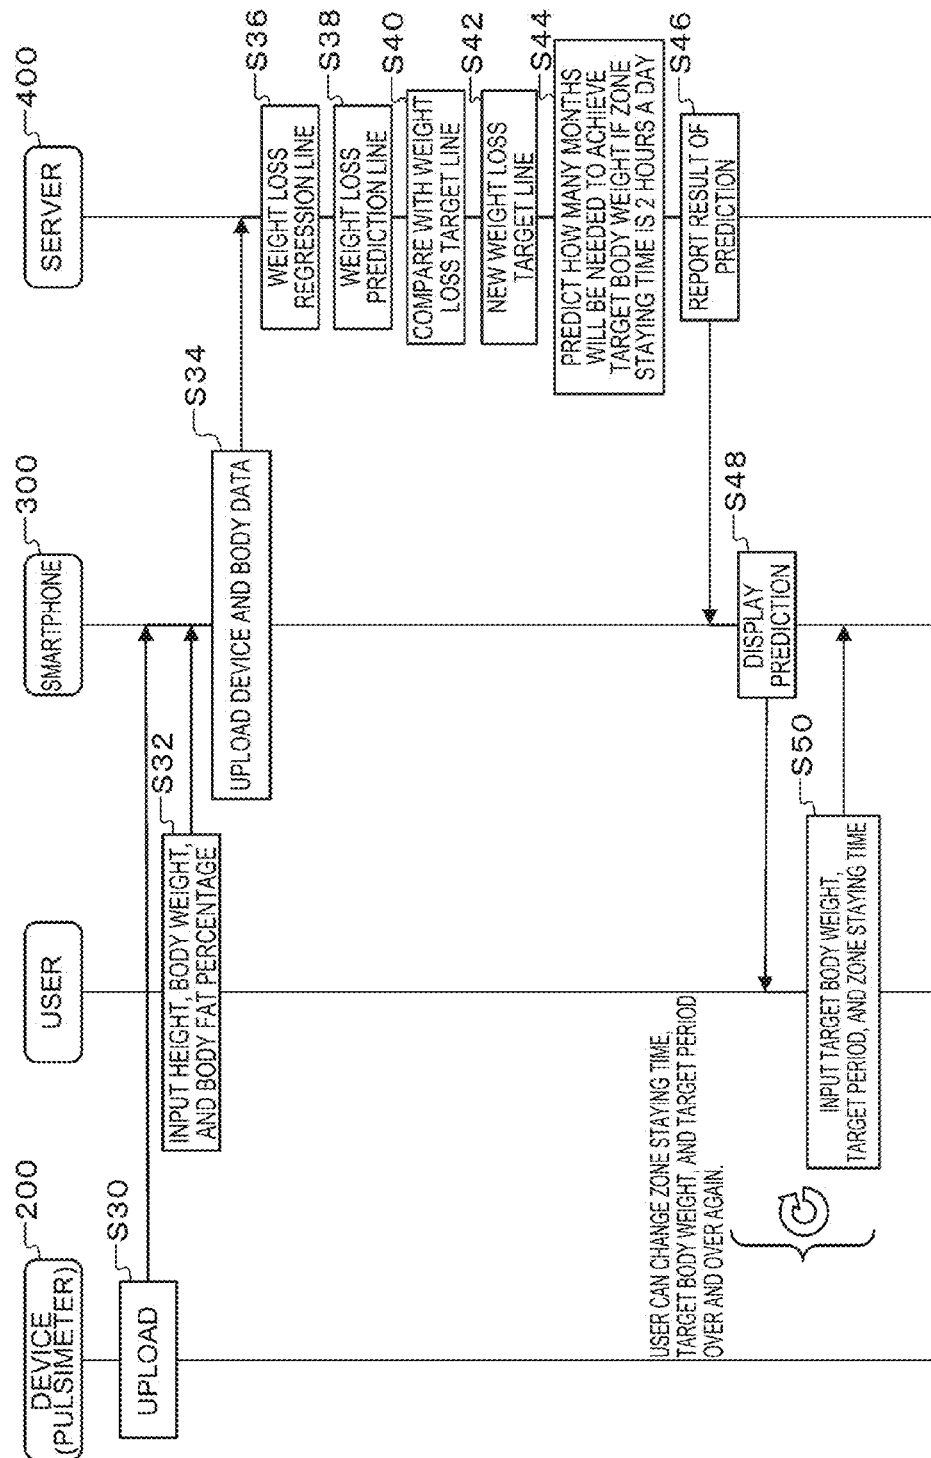 DEVICE
(PULSIMETER)
200
USER
SMARTPHONE
300
SERVER
400
UPLOAD
S30
INPUT HEIGHT, BODY WEIGHT,
AND BODY FAT PERCENTAGE
S32
UPLOAD DEVICE AND BODY DATA
S34
WEIGHT LOSS
REGRESSION LINE
S36
WEIGHT LOSS
PREDICTION LINE
S38
COMPARE WITH WEIGHT
LOSS TARGET LINE
S40
NEW WEIGHT LOSS
TARGET LINE
S42
PREDICT HOW MANY MONTHS
WILL BE NEEDED TO ACHIEVE
TARGET BODY WEIGHT IF ZONE
STAYING TIME IS 2 HOURS A DAY
S44
REPORT RESULT OF
PREDICTION
S46
DISPLAY
PREDICTION
S48
USER CAN CHANGE ZONE STAYING TIME,
TARGET BODY WEIGHT, AND TARGET PERIOD
OVER AND OVER AGAIN.
INPUT TARGET BODY WEIGHT,
TARGET PERIOD, AND ZONE STAYING TIME
S50